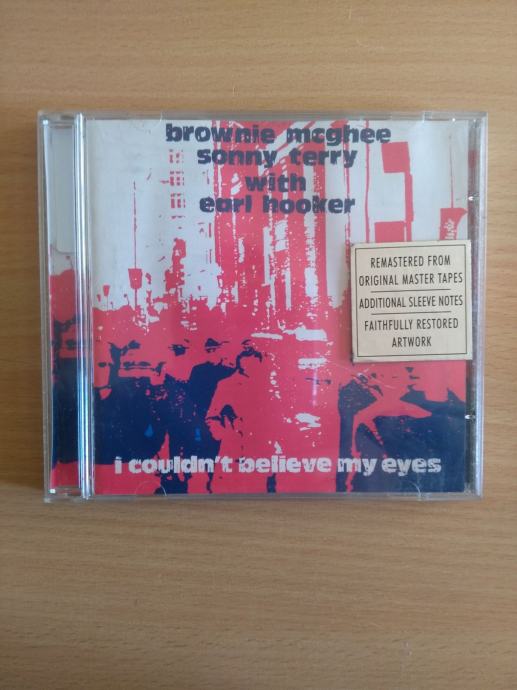 brownie mcghee
sonny terry
with
earl hooker
REMASTERED FROM
ORIGINAL MASTER TAPES
ADDITIONAL SLEEVE NOTES
FAITHFULLY RESTORED
ARTWORK
i couldn't believe my eyes